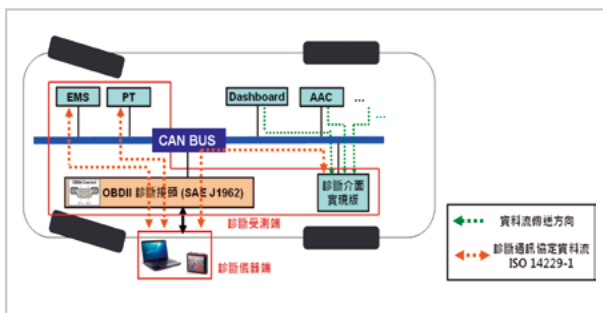 EMS
PT
Dashboard
AAC
...
...
CAN BUS
OBDII 診斷接頭 (SAE J1962)
診斷介面
實現版
診斷受測端
診斷儀器端
資料流傳送方向
診斷通訊協定資料流
ISO 14229-1